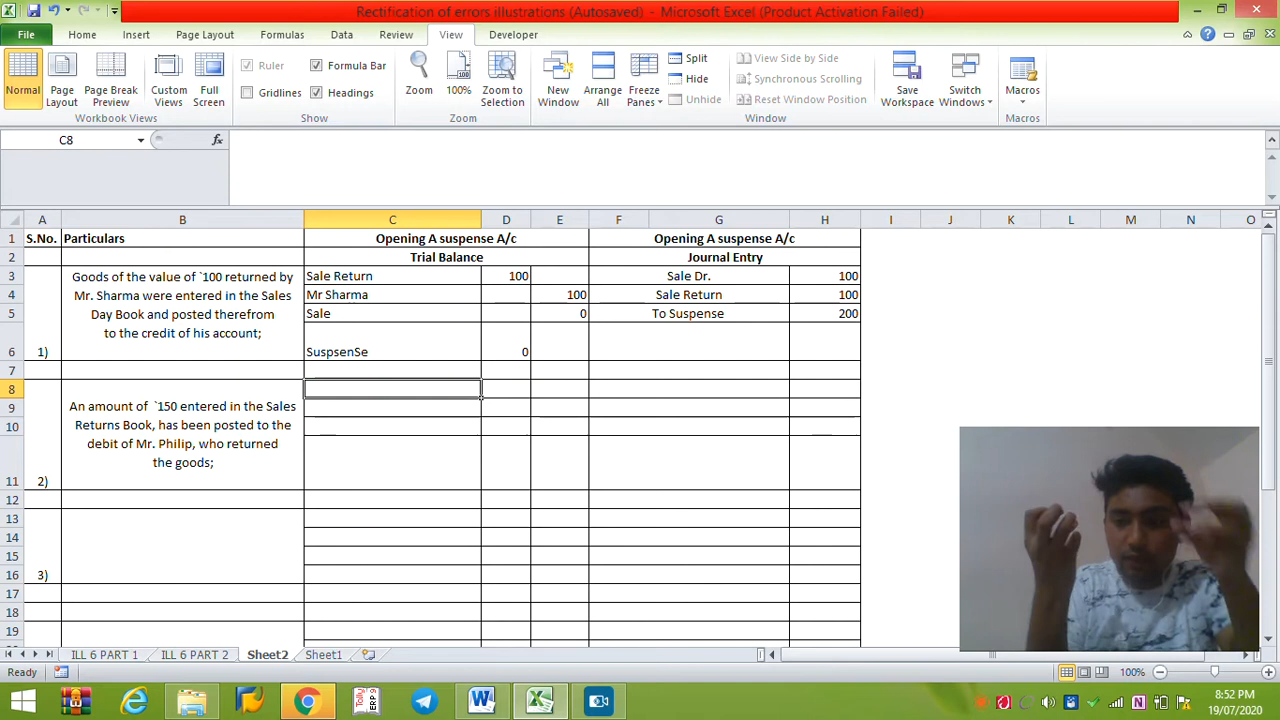 Rectification of errors illustrations (Autosaved) - Microsoft Excel (Product Activation Failed)
File Home Insert Page Layout Formulas Data Review View Developer
Normal Page Layout Page Break Preview Custom Views Full Screen
Workbook Views
Ruler Formula Bar
Gridlines Headings
Show
Zoom 100% Zoom to Selection
Zoom
New Window Arrange All Freeze Panes
Split
Hide
Unhide
View Side by Side
Synchronous Scrolling
Reset Window Position
Window
Save Workspace Switch Windows
Macros
Macros
C8 fx
A B C D E F G H I J K L M N O
1 S.No. Particulars Opening A suspense A/c Opening A suspense A/c
2 Trial Balance Journal Entry
3 Sale Return 100 Sale Dr. 100
4 Mr Sharma 100 Sale Return 100
5 Sale 0 To Suspense 200
Goods of the value of `100 returned by
Mr. Sharma were entered in the Sales
Day Book and posted therefrom
to the credit of his account;
6 1) SuspsenSe 0
7
8
9
An amount of `150 entered in the Sales
Returns Book, has been posted to the
debit of Mr. Philip, who returned
the goods;
10
11 2)
12
13
14
15
16 3)
17
18
19
ILL 6 PART 1 ILL 6 PART 2 Sheet2 Sheet1
Ready 100%
8:52 PM
19/07/2020